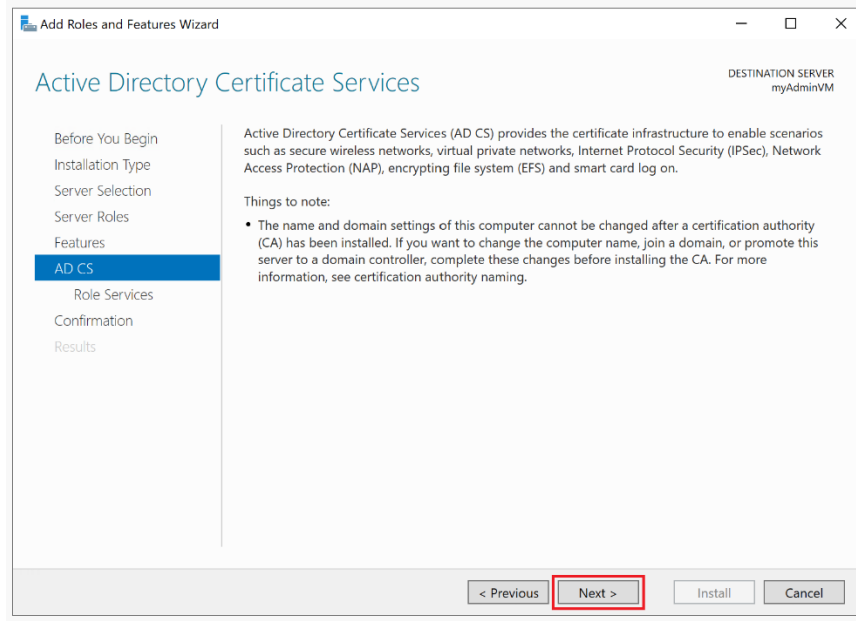 Add Roles and Features Wizard
Active Directory Certificate Services
DESTINATION SERVER
myAdminVM
Before You Begin
Installation Type
Server Selection
Server Roles
Features
AD CS
Role Services
Confirmation
Results
Active Directory Certificate Services (AD CS) provides the certificate infrastructure to enable scenarios
such as secure wireless networks, virtual private networks, Internet Protocol Security (IPSec), Network
Access Protection (NAP), encrypting file system (EFS) and smart card log on.
Things to note:
• The name and domain settings of this computer cannot be changed after a certification authority
(CA) has been installed. If you want to change the computer name, join a domain, or promote this
server to a domain controller, complete these changes before installing the CA. For more
information, see certification authority naming.
< Previous Next > Install Cancel